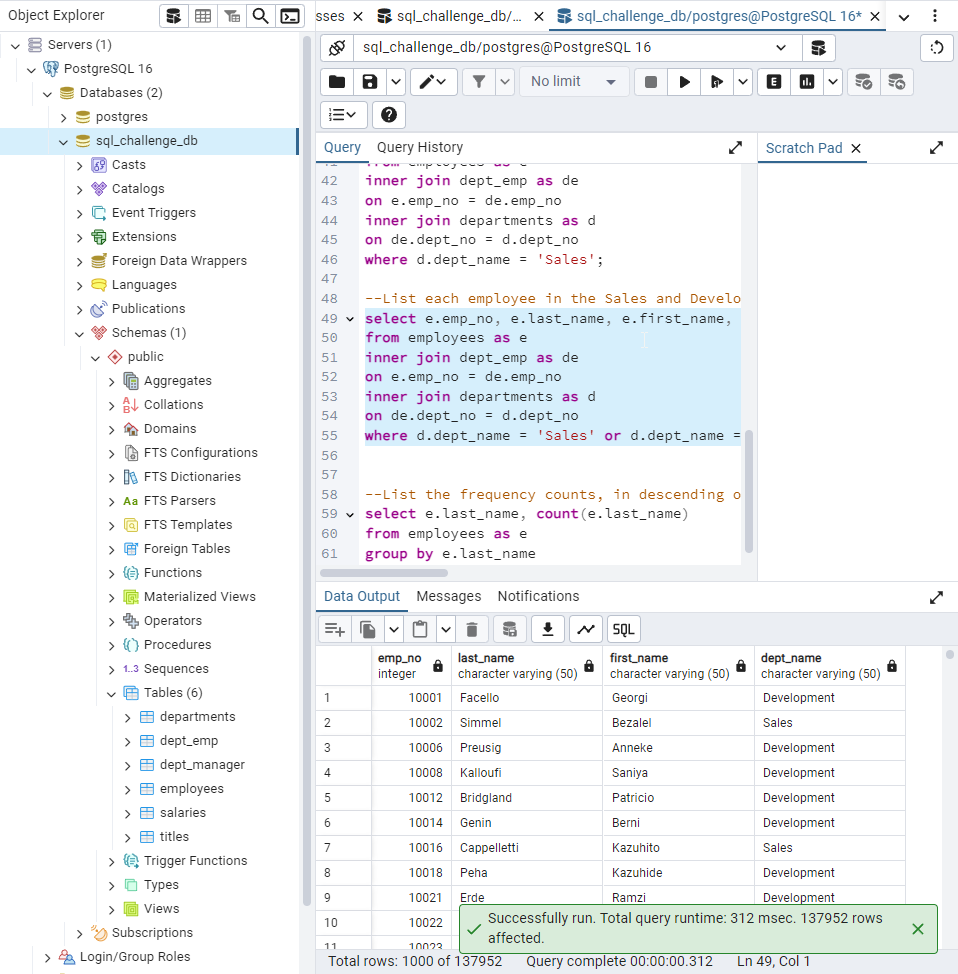 Object Explorer
Servers (1)
PostgreSQL 16
Databases (2)
postgres
sql_challenge_db
Casts
Catalogs
Event Triggers
Extensions
Foreign Data Wrappers
Languages
Publications
Schemas (1)
public
Aggregates
Collations
Domains
FTS Configurations
FTS Dictionaries
Aa FTS Parsers
FTS Templates
Foreign Tables
Functions
Materialized Views
Operators
Procedures
1..3 Sequences
Tables (6)
departments
dept_emp
dept_manager
employees
salaries
titles
Trigger Functions
Types
Views
Subscriptions
Login/Group Roles
sses
sql_challenge_db/...
sql_challenge_db/postgres@PostgreSQL 16*
sql_challenge_db/postgres@PostgreSQL 16
No limit
E
Query Query History
Scratch Pad
41 from employees as e
42 inner join dept_emp as de
43 on e.emp_no = de.emp_no
44 inner join departments as d
45 on de.dept_no = d.dept_no
46 where d.dept_name = 'Sales';
47
48 --List each employee in the Sales and Develo
49 select e.emp_no, e.last_name, e.first_name,
50 from employees as e
51 inner join dept_emp as de
52 on e.emp_no = de.emp_no
53 inner join departments as d
54 on de.dept_no = d.dept_no
55 where d.dept_name = 'Sales' or d.dept_name =
56
57
58 --List the frequency counts, in descending o
59 select e.last_name, count(e.last_name)
60 from employees as e
61 group by e.last_name
Data Output Messages Notifications
SQL
emp_no last_name first_name dept_name
integer character varying (50) character varying (50) character varying (50)
1 10001 Facello Georgi Development
2 10002 Simmel Bezalel Sales
3 10006 Preusig Anneke Development
4 10008 Kalloufi Saniya Development
5 10012 Bridgland Patricio Development
6 10014 Genin Berni Development
7 10016 Cappelletti Kazuhito Sales
8 10018 Peha Kazuhide Development
9 10021 Erde Ramzi Development
10 10022
11 10023
Successfully run. Total query runtime: 312 msec. 137952 rows
affected.
Total rows: 1000 of 137952 Query complete 00:00:00.312 Ln 49, Col 1